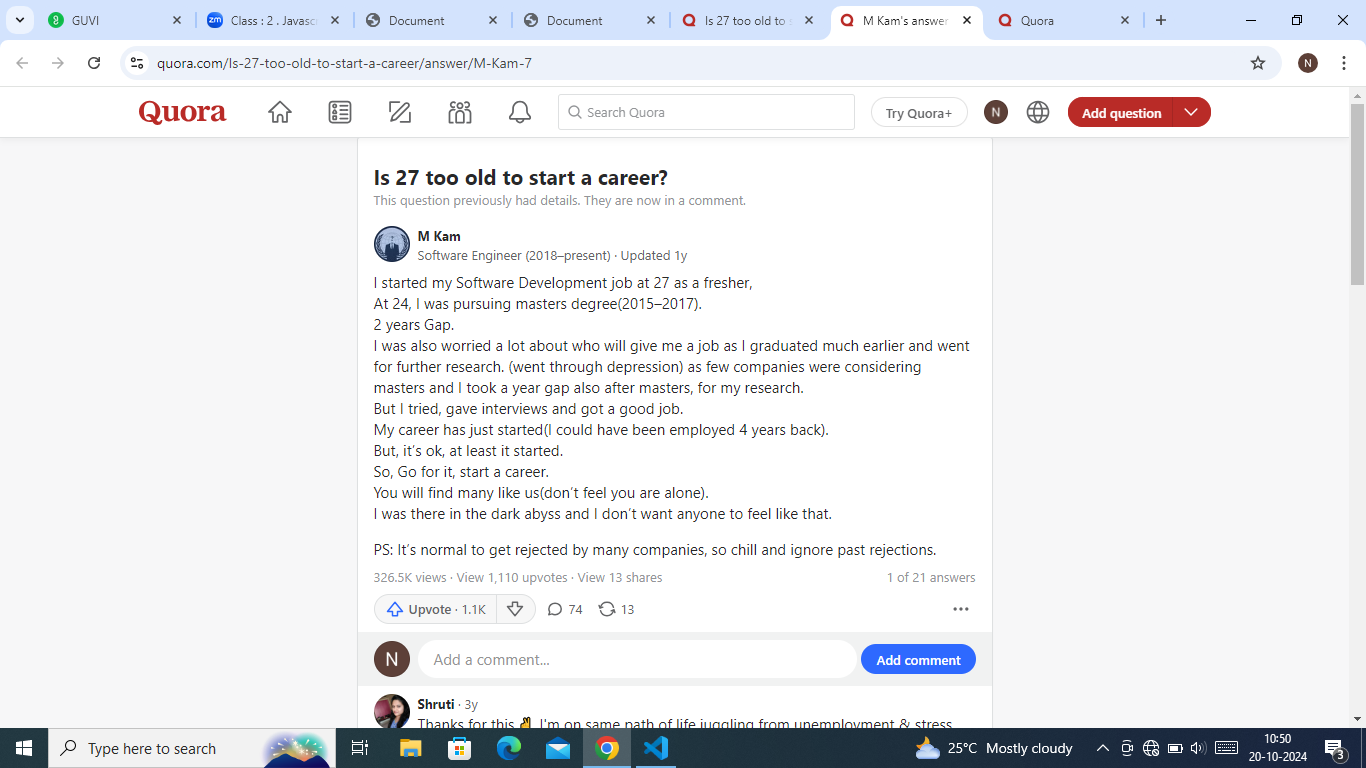 GUVI
Class : 2 . Javasc
Document
Document
Is 27 too old to s
M Kam's answer
Quora
quora.com/Is-27-too-old-to-start-a-career/answer/M-Kam-7
N
Quora
Search Quora
Try Quora+
N
Add question
Is 27 too old to start a career?
This question previously had details. They are now in a comment.
M Kam
Software Engineer (2018–present) · Updated 1y
I started my Software Development job at 27 as a fresher,
At 24, I was pursuing masters degree(2015–2017).
2 years Gap.
I was also worried a lot about who will give me a job as I graduated much earlier and went
for further research. (went through depression) as few companies were considering
masters and I took a year gap also after masters, for my research.
But I tried, gave interviews and got a good job.
My career has just started(I could have been employed 4 years back).
But, it’s ok, at least it started.
So, Go for it, start a career.
You will find many like us(don’t feel you are alone).
I was there in the dark abyss and I don’t want anyone to feel like that.
PS: It’s normal to get rejected by many companies, so chill and ignore past rejections.
326.5K views · View 1,110 upvotes · View 13 shares
1 of 21 answers
Upvote · 1.1K
74
13
N
Add a comment...
Add comment
Shruti · 3y
Thanks for this ✌ I'm on same path of life juggling from unemployment & stress
Type here to search
25°C Mostly cloudy
10:50
20-10-2024
3